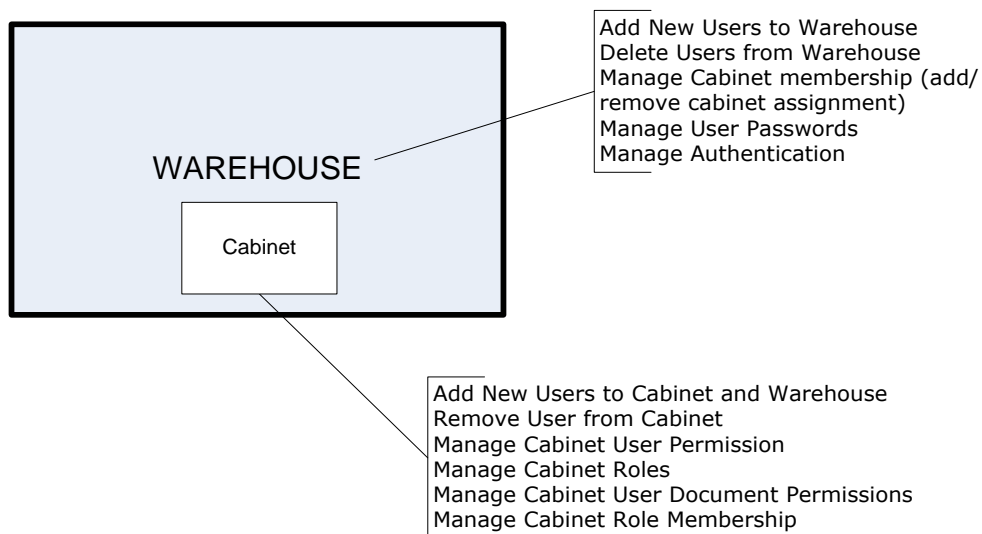 Add New Users to Warehouse
Delete Users from Warehouse
Manage Cabinet membership (add/
remove cabinet assignment)
Manage User Passwords
Manage Authentication
WAREHOUSE
Cabinet
Add New Users to Cabinet and Warehouse
Remove User from Cabinet
Manage Cabinet User Permission
Manage Cabinet Roles
Manage Cabinet User Document Permissions
Manage Cabinet Role Membership